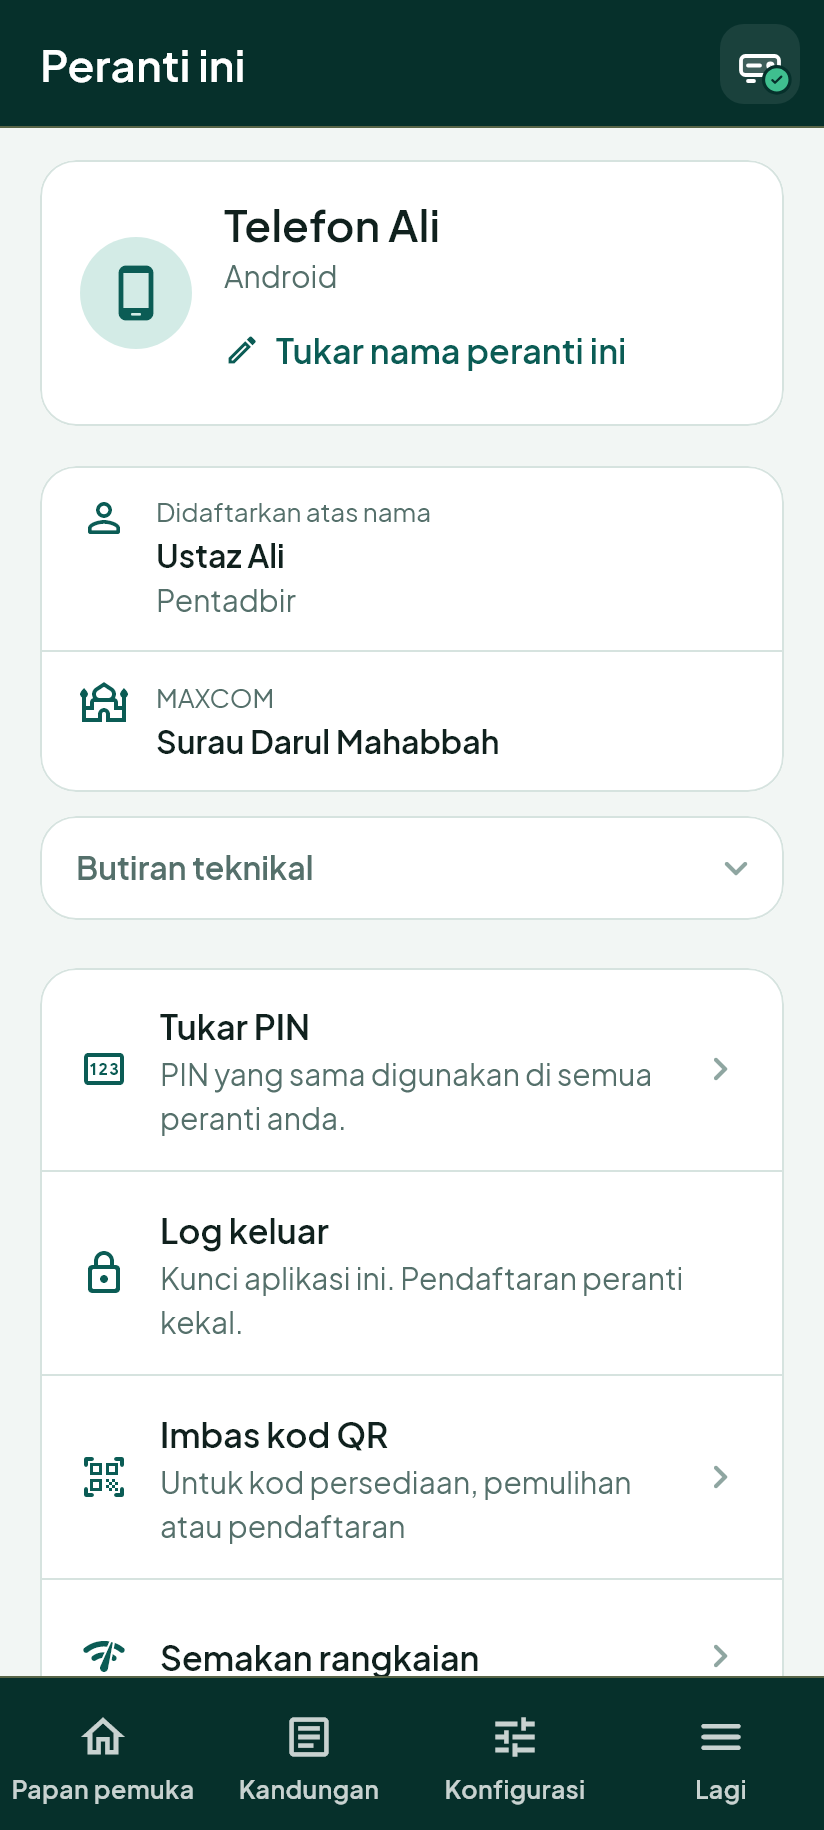 Peranti ini
Telefon Ali
Android
Tukar nama peranti ini
Didaftarkan atas nama
Ustaz Ali
Pentadbir
MAXCOM
Surau Darul Mahabbah
Butiran teknikal
Tukar PIN
123
PIN yang sama digunakan di semua
peranti anda.
Log keluar
Kunci aplikasi ini. Pendaftaran peranti
kekal.
Imbas kod QR
Untuk kod persediaan, pemulihan
atau pendaftaran
Semakan rangkaian
Papan pemuka
Kandungan
Konfigurasi
Lagi